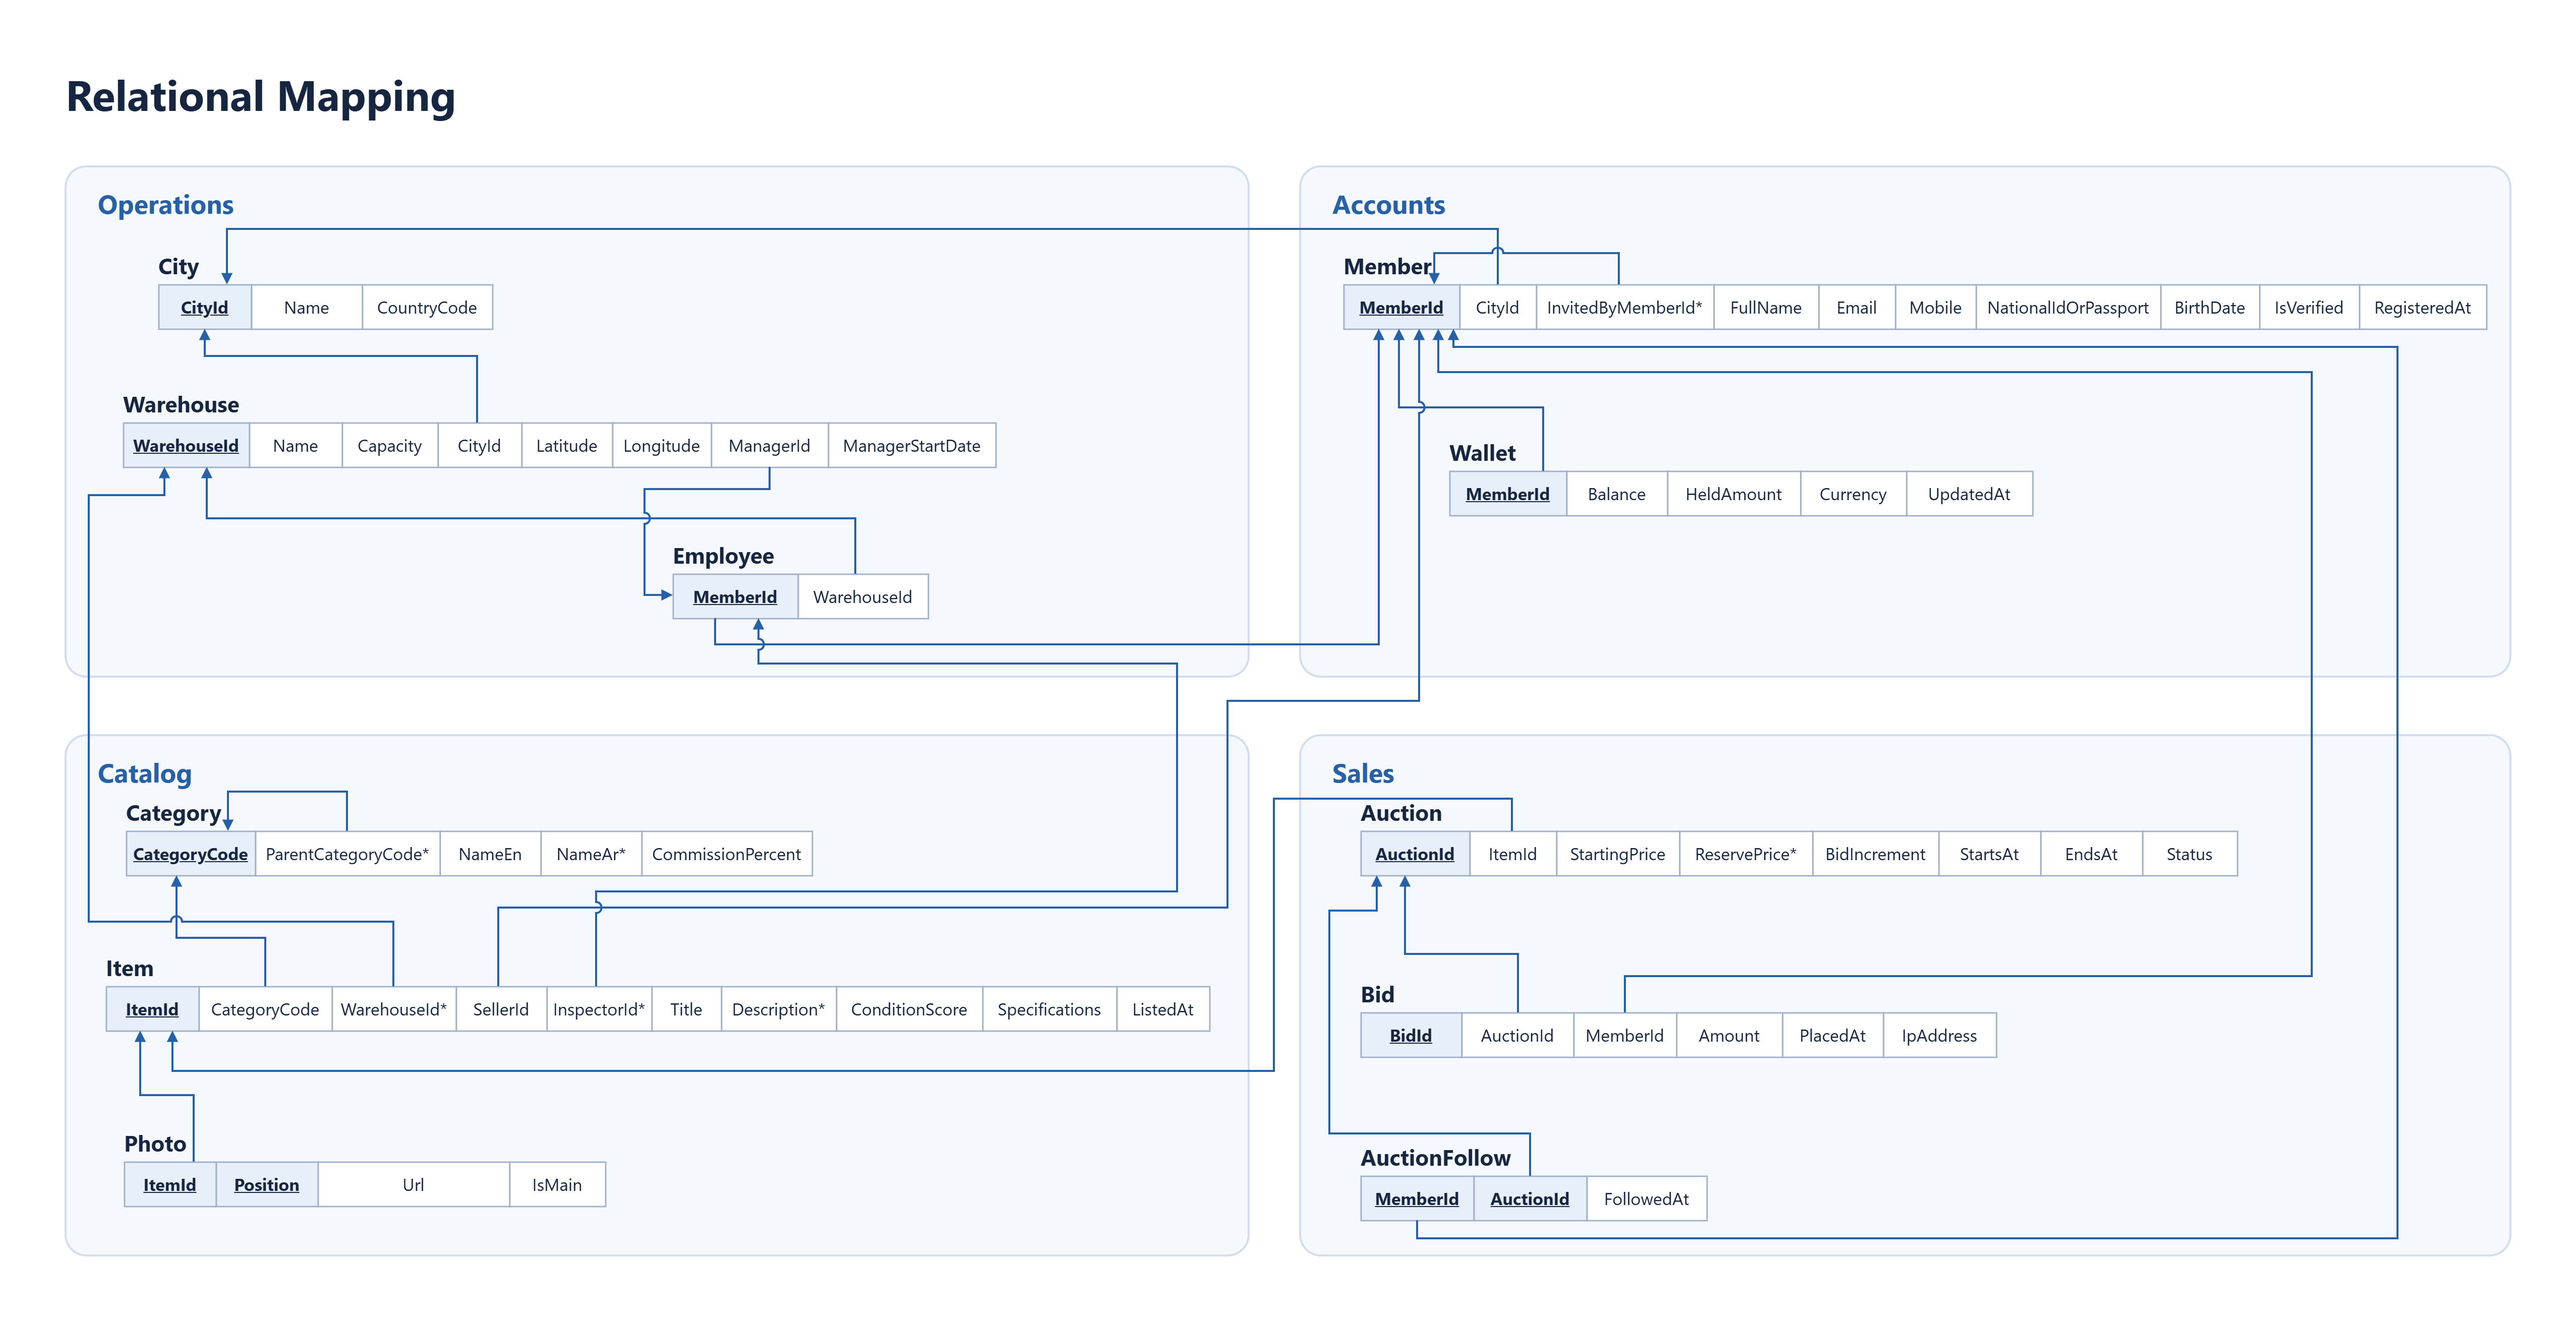 Relational Mapping
Operations
City
CityId Name CountryCode
Warehouse
WarehouseId Name Capacity CityId Latitude Longitude ManagerId ManagerStartDate
Employee
MemberId WarehouseId
Accounts
Member
MemberId CityId InvitedByMemberId* FullName Email Mobile NationalIdOrPassport BirthDate IsVerified RegisteredAt
Wallet
MemberId Balance HeldAmount Currency UpdatedAt
Catalog
Category
CategoryCode ParentCategoryCode* NameEn NameAr* CommissionPercent
Item
ItemId CategoryCode WarehouseId* SellerId InspectorId* Title Description* ConditionScore Specifications ListedAt
Photo
ItemId Position Url IsMain
Sales
Auction
AuctionId ItemId StartingPrice ReservePrice* BidIncrement StartsAt EndsAt Status
Bid
BidId AuctionId MemberId Amount PlacedAt IpAddress
AuctionFollow
MemberId AuctionId FollowedAt